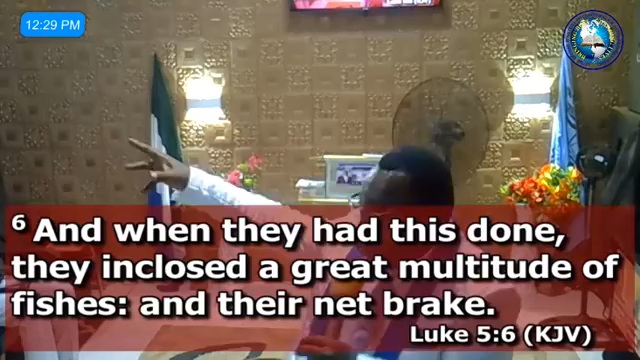 12:29 PM
6 And when they had this done,
they inclosed a great multitude of
fishes: and their net brake.
Luke 5:6 (KJV)